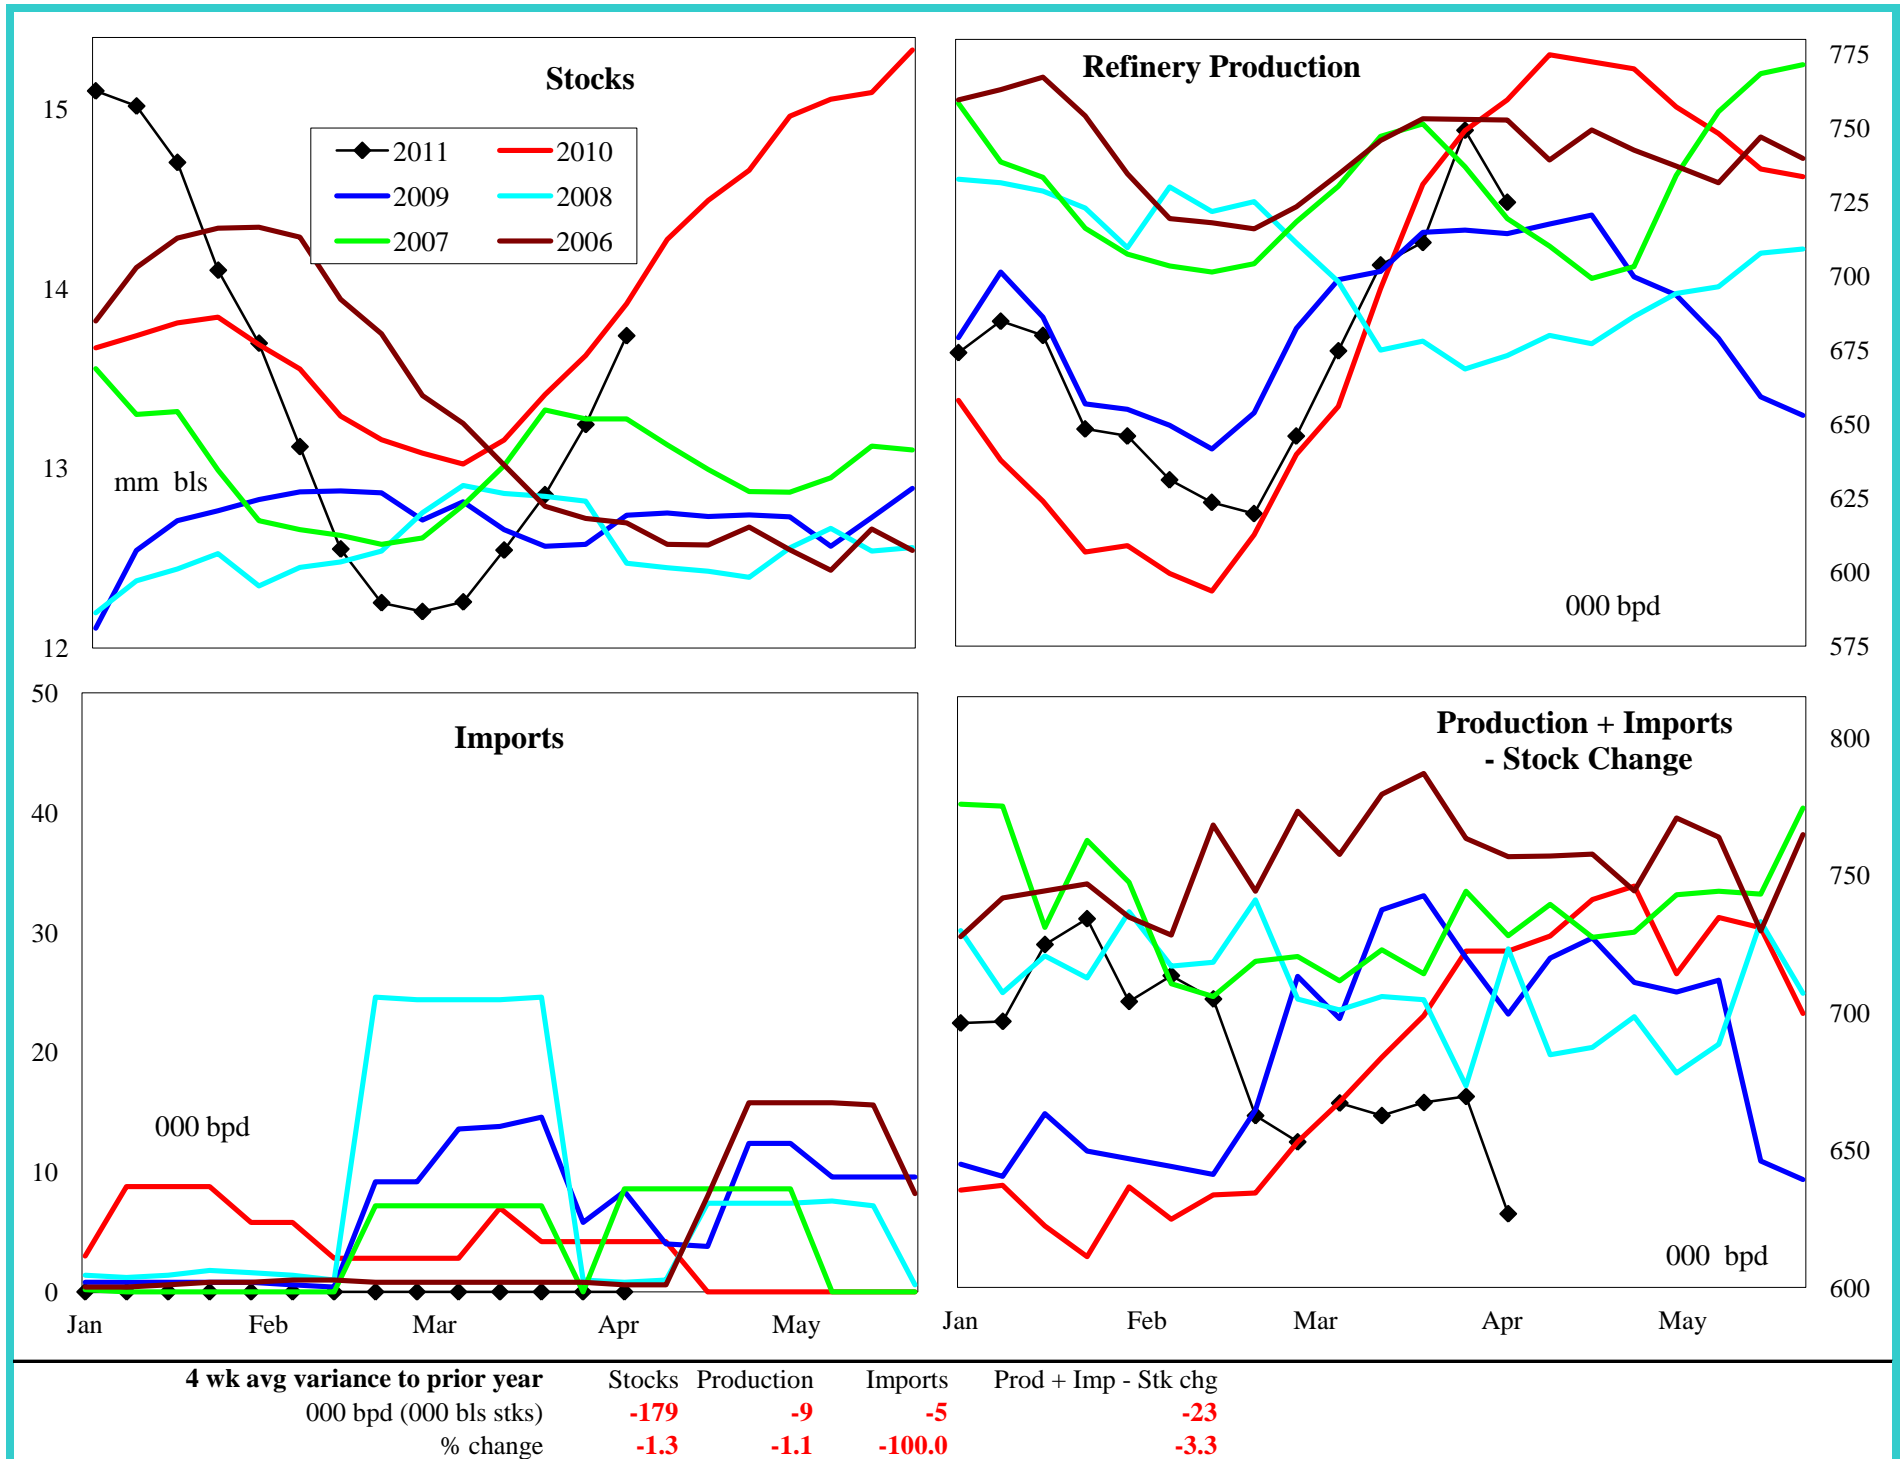 Stocks
15
14
13
12
mm bls
2011 2010
2009 2008
2007 2006
Refinery Production
775
750
725
700
675
650
625
600
575
000 bpd
Imports
50
40
30
20
10
0
000 bpd
Jan Feb Mar Apr May
Production + Imports
- Stock Change
800
750
700
650
600
000 bpd
Jan Feb Mar Apr May
4 wk avg variance to prior year Stocks Production Imports Prod + Imp - Stk chg
000 bpd (000 bls stks) -179 -9 -5 -23
% change -1.3 -1.1 -100.0 -3.3